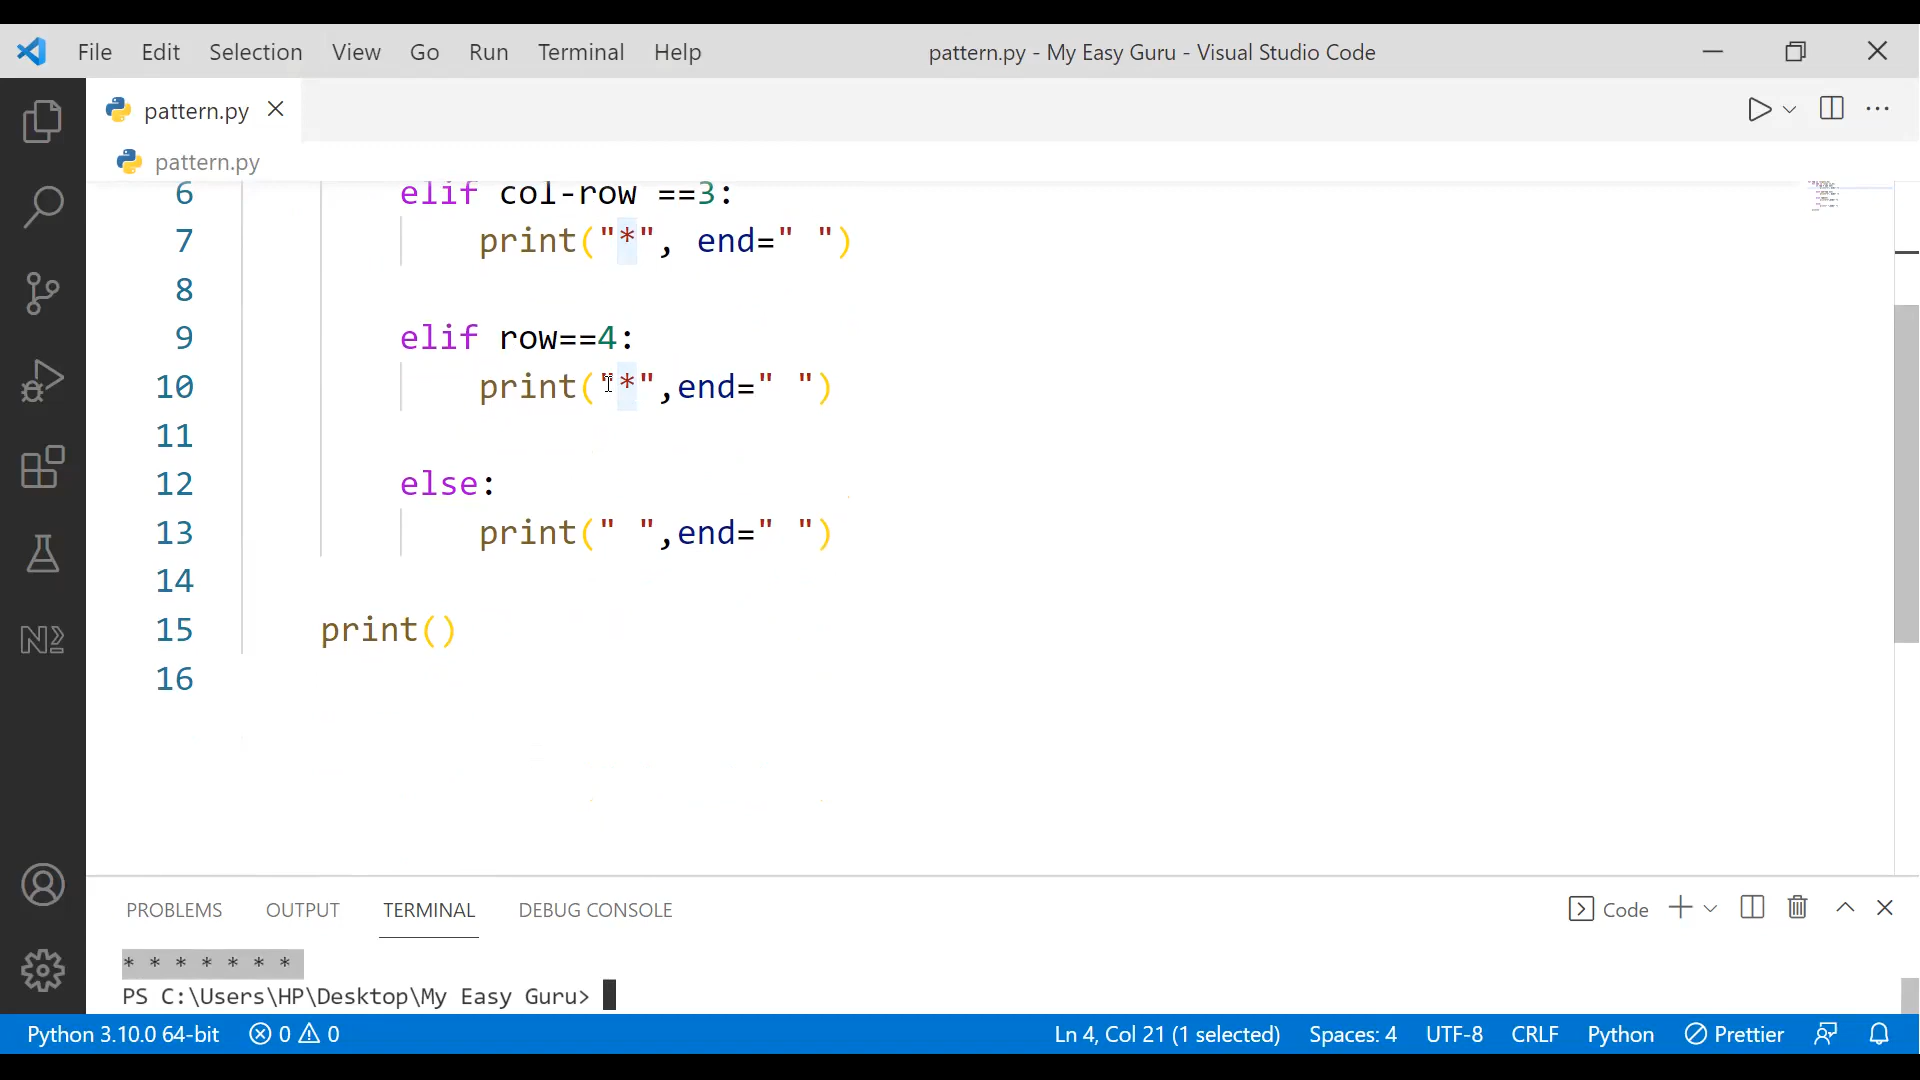 File Edit Selection View Go Run Terminal Help pattern.py - My Easy Guru - Visual Studio Code
pattern.py
pattern.py
6 elif col-row ==3:
7 print("*", end=" ")
8
9 elif row==4:
10 print("*",end=" ")
11
12 else:
13 print(" ",end=" ")
14
15 print()
16
PROBLEMS OUTPUT TERMINAL DEBUG CONSOLE Code
* * * * * * *
PS C:\Users\HP\Desktop\My Easy Guru>
Python 3.10.0 64-bit 0 0 Ln 4, Col 21 (1 selected) Spaces: 4 UTF-8 CRLF Python Prettier